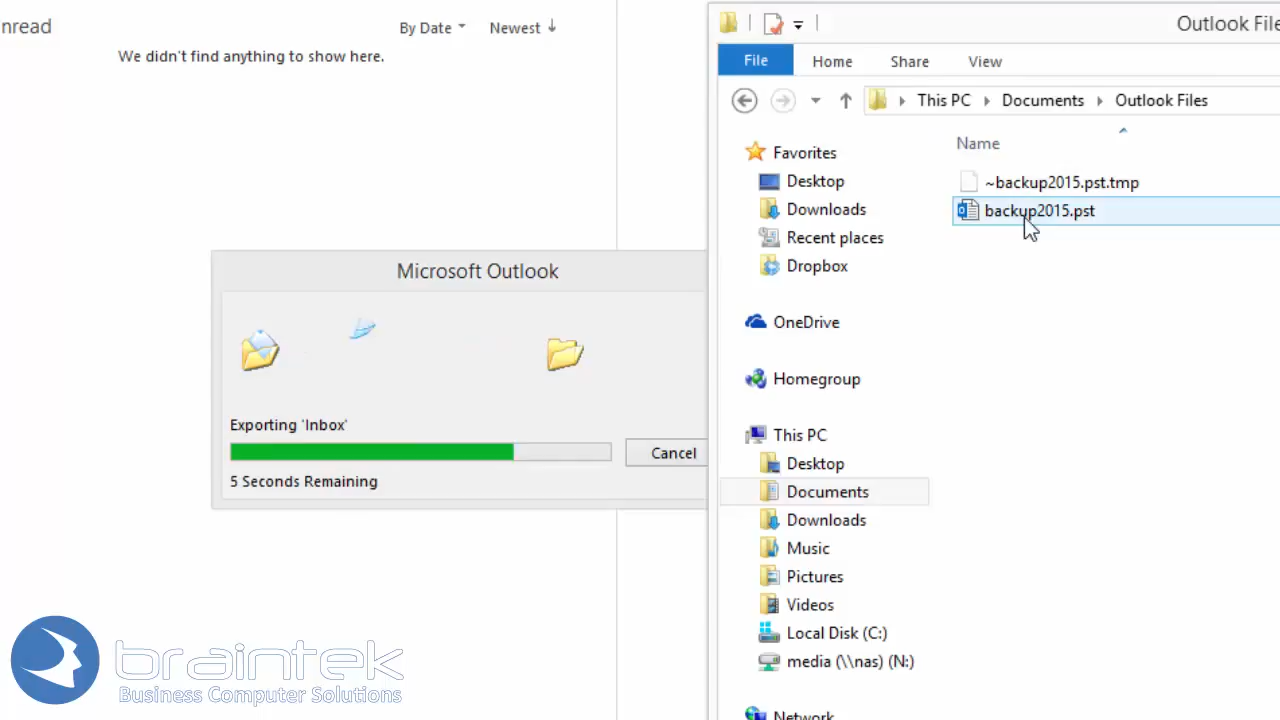 nread
By Date
Newest
We didn't find anything to show here.
Microsoft Outlook
Exporting 'Inbox'
Cancel
5 Seconds Remaining
braintek
Business Computer Solutions
Outlook File
File
Home
Share
View
This PC
Documents
Outlook Files
Name
~backup2015.pst.tmp
backup2015.pst
Favorites
Desktop
Downloads
Recent places
Dropbox
OneDrive
Homegroup
This PC
Desktop
Documents
Downloads
Music
Pictures
Videos
Local Disk (C:)
media (\\nas) (N:)
Network